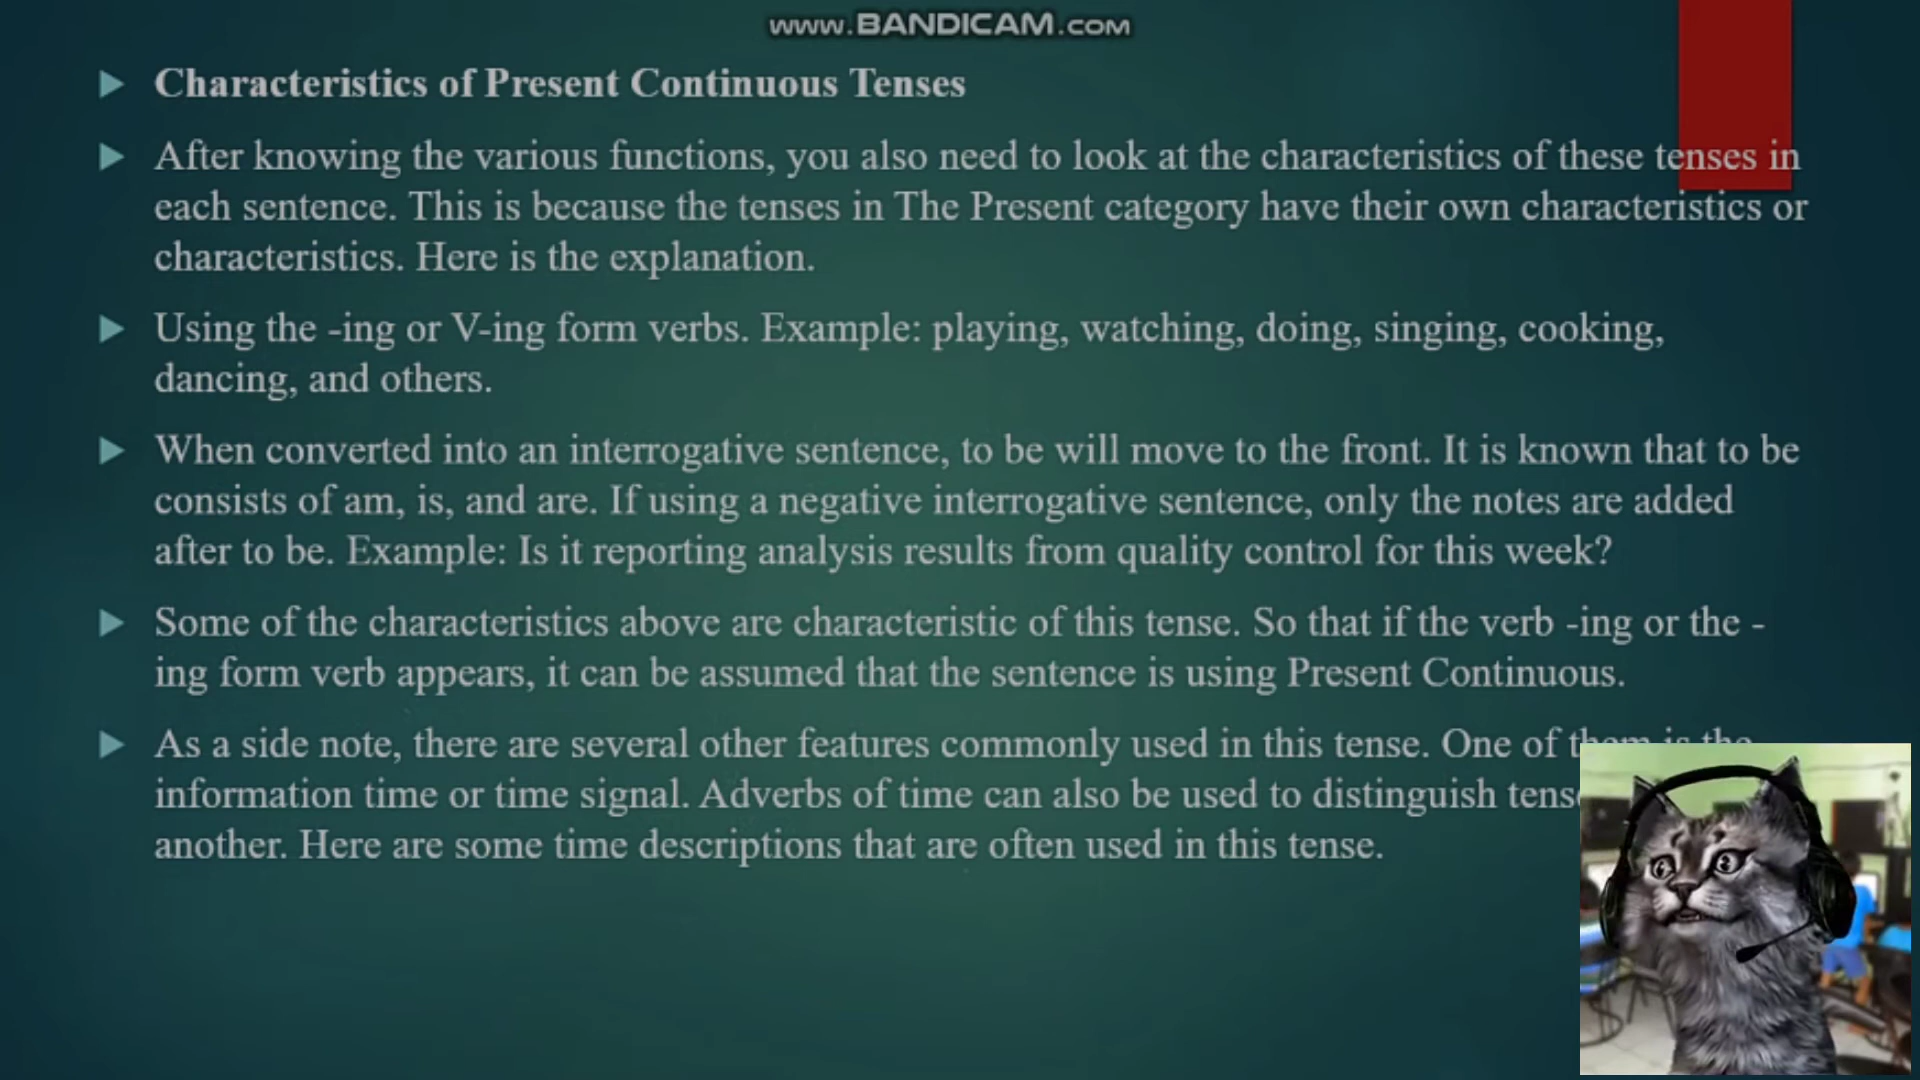 www.BANDICAM.com
Characteristics of Present Continuous Tenses
After knowing the various functions, you also need to look at the characteristics of these tenses in
each sentence. This is because the tenses in The Present category have their own characteristics or
characteristics. Here is the explanation.
Using the -ing or V-ing form verbs. Example: playing, watching, doing, singing, cooking,
dancing, and others.
When converted into an interrogative sentence, to be will move to the front. It is known that to be
consists of am, is, and are. If using a negative interrogative sentence, only the notes are added
after to be. Example: Is it reporting analysis results from quality control for this week?
Some of the characteristics above are characteristic of this tense. So that if the verb -ing or the -
ing form verb appears, it can be assumed that the sentence is using Present Continuous.
As a side note, there are several other features commonly used in this tense. One of them is the
information time or time signal. Adverbs of time can also be used to distinguish
another. Here are some time descriptions that are often used in this tense.